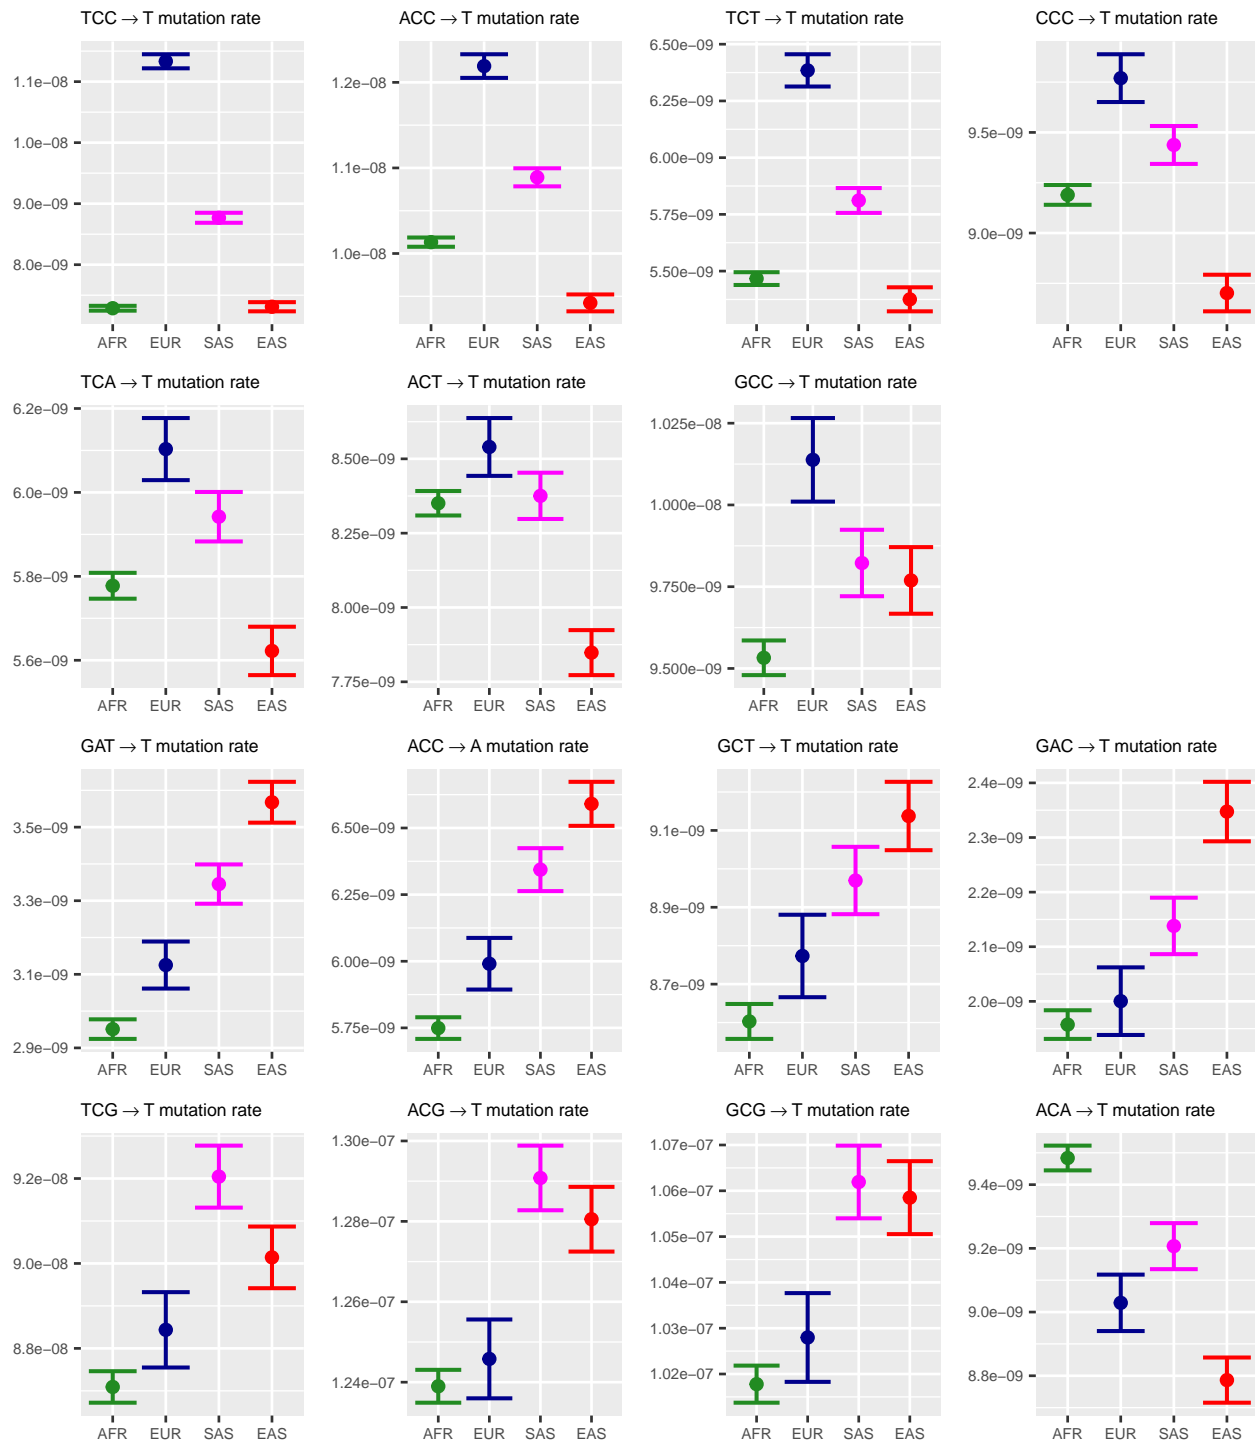 TCC → T mutation rate
1.1e−08
1.0e−08
9.0e−09
8.0e−09
AFR EUR SAS EAS
ACC → T mutation rate
1.2e−08
1.1e−08
1.0e−08
AFR EUR SAS EAS
TCT → T mutation rate
6.50e−09
6.25e−09
6.00e−09
5.75e−09
5.50e−09
AFR EUR SAS EAS
CCC → T mutation rate
9.5e−09
9.0e−09
AFR EUR SAS EAS
TCA → T mutation rate
6.2e−09
6.0e−09
5.8e−09
5.6e−09
AFR EUR SAS EAS
ACT → T mutation rate
8.50e−09
8.25e−09
8.00e−09
7.75e−09
AFR EUR SAS EAS
GCC → T mutation rate
1.025e−08
1.000e−08
9.750e−09
9.500e−09
AFR EUR SAS EAS
GAT → T mutation rate
3.5e−09
3.3e−09
3.1e−09
2.9e−09
AFR EUR SAS EAS
ACC → A mutation rate
6.50e−09
6.25e−09
6.00e−09
5.75e−09
AFR EUR SAS EAS
GCT → T mutation rate
9.1e−09
8.9e−09
8.7e−09
AFR EUR SAS EAS
GAC → T mutation rate
2.4e−09
2.3e−09
2.2e−09
2.1e−09
2.0e−09
AFR EUR SAS EAS
TCG → T mutation rate
9.2e−08
9.0e−08
8.8e−08
AFR EUR SAS EAS
ACG → T mutation rate
1.30e−07
1.28e−07
1.26e−07
1.24e−07
AFR EUR SAS EAS
GCG → T mutation rate
1.07e−07
1.06e−07
1.05e−07
1.04e−07
1.03e−07
1.02e−07
AFR EUR SAS EAS
ACA → T mutation rate
9.4e−09
9.2e−09
9.0e−09
8.8e−09
AFR EUR SAS EAS